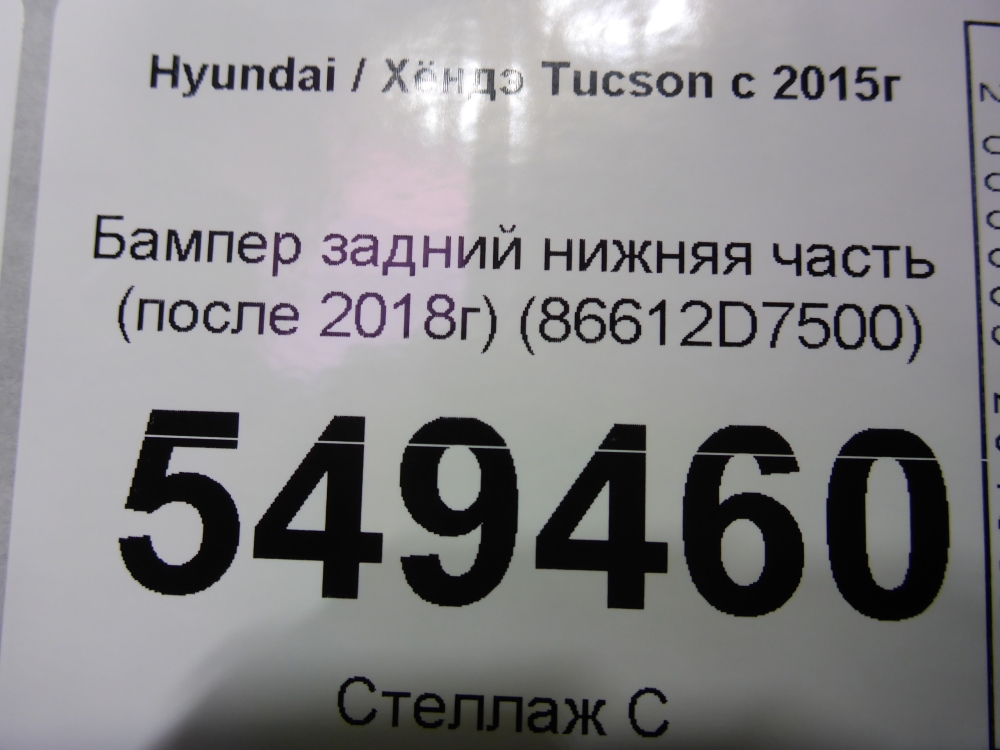 Hyundai / Хёндэ Tucson с 2015г
Бампер задний нижняя часть
(после 2018г) (86612D7500)
549460
Стеллаж С